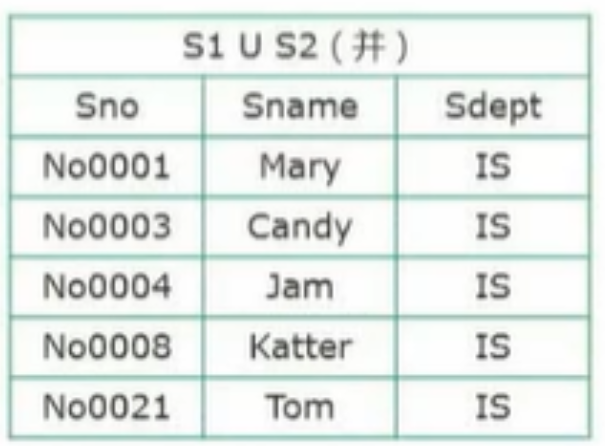 S1 U S2 ( 并 )
Sno Sname Sdept
No0001 Mary IS
No0003 Candy IS
No0004 Jam IS
No0008 Katter IS
No0021 Tom IS